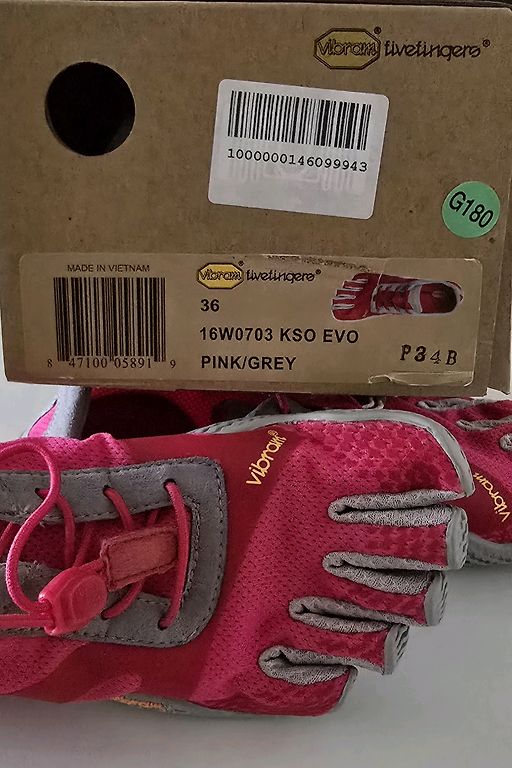 vibram fivefingers®
1000000146099943
G180
MADE IN VIETNAM
vibram fivefingers®
36
16W0703 KSO EVO
PINK/GREY
P34B
8 47100 05891 9
vibram®
vibram